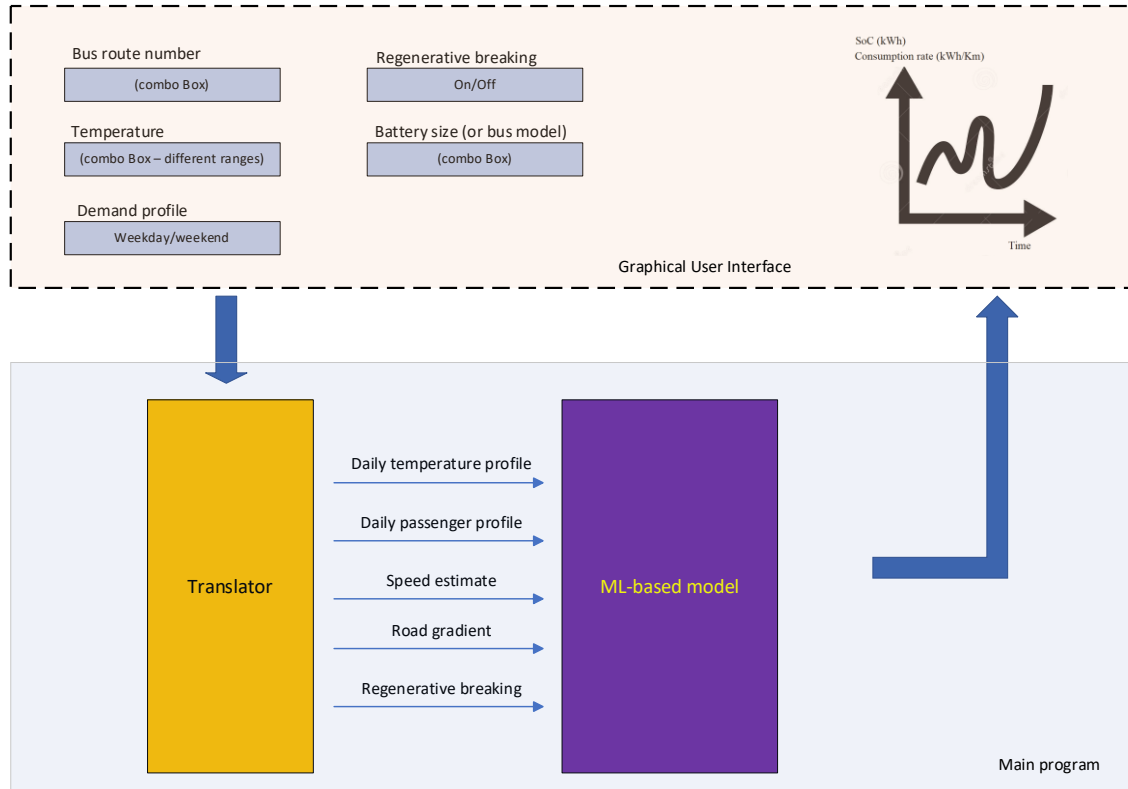 Bus route number
(combo Box)
Temperature
(combo Box – different ranges)
Demand profile
Weekday/weekend
Regenerative breaking
On/Off
Battery size (or bus model)
(combo Box)
SoC (kWh)
Consumption rate (kWh/Km)
Time
Graphical User Interface
Translator
Daily temperature profile
Daily passenger profile
Speed estimate
Road gradient
Regenerative breaking
ML-based model
Main program